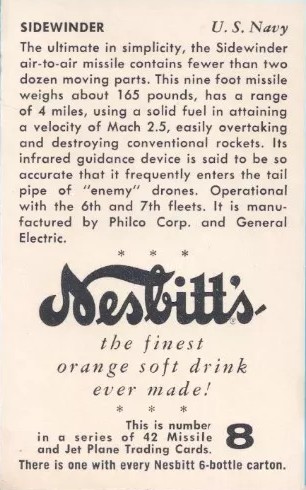 SIDEWINDER U. S. Navy
The ultimate in simplicity, the Sidewinder
air-to-air missile contains fewer than two
dozen moving parts. This nine foot missile
weighs about 165 pounds, has a range
of 4 miles, using a solid fuel in attaining
a velocity of Mach 2.5, easily overtaking
and destroying conventional rockets. Its
infrared guidance device is said to be so
accurate that it frequently enters the tail
pipe of "enemy" drones. Operational
with the 6th and 7th fleets. It is manu-
factured by Philco Corp. and General
Electric.
* * *
Nesbitt's
the finest
orange soft drink
ever made!
* * *
This is number
in a series of 42 Missile
and Jet Plane Trading Cards.
8
There is one with every Nesbitt 6-bottle carton.